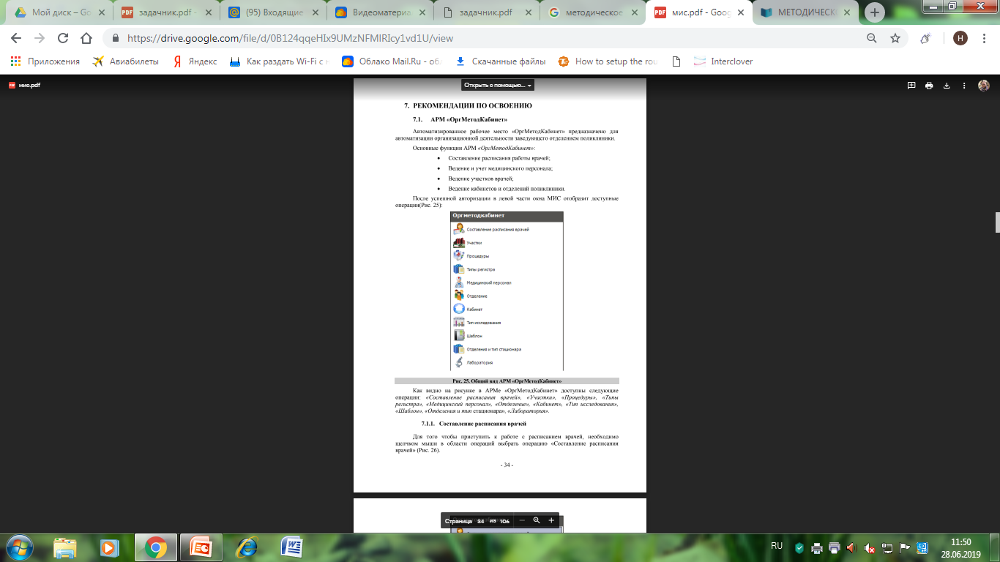 Мой диск – Go
задачник.pdf -
(95) Входящие
Видеоматериа
задачник.pdf
методическое
мис.pdf - Goog
МЕТОДИЧЕСК
https://drive.google.com/file/d/0B124qqeHIx9UMzNFMlRIcy1vd1U/view
Н
Приложения
Авиабилеты
Яндекс
Как раздать Wi-Fi с н
Облако Mail.Ru - обл
Скачанные файлы
How to setup the rou
Interclover
мис.pdf
Открыть с помощью...
7. РЕКОМЕНДАЦИИ ПО ОСВОЕНИЮ
7.1. АРМ «ОргМетодКабинет»
Автоматизированное рабочее место «ОргМетодКабинет» предназначено для
автоматизации организационной деятельности заведующего отделением поликлиники.
Основные функции АРМ «ОргМетодКабинет»:
• Составление расписания работы врачей;
• Ведение и учет медицинского персонала;
• Ведение участков врачей;
• Ведение кабинетов и отделений поликлиники.
После успешной авторизации в левой части окна МИС отобразит доступные
операции(Рис. 25):
Оргметодкабинет
Составление расписания врачей
Участки
Процедуры
Типы регистра
Медицинский персонал
Отделение
Кабинет
Тип исследования
Шаблон
Отделения и тип стационара
Лаборатория
Рис. 25. Общий вид АРМ «ОргМетодКабинет»
Как видно на рисунке в АРМе «ОргМетодКабинет» доступны следующие
операции: «Составление расписания врачей», «Участки», «Процедуры», «Типы
регистра», «Медицинский персонал», «Отделение», «Кабинет», «Тип исследования»,
«Шаблон», «Отделения и тип стационара», «Лаборатория».
7.1.1. Составление расписания врачей
Для того чтобы приступить к работе с расписанием врачей, необходимо
щелчком мыши в области операций выбрать операцию «Составление расписания
врачей» (Рис. 26).
- 34 -
Страница 34 из 106
RU
11:50
28.06.2019